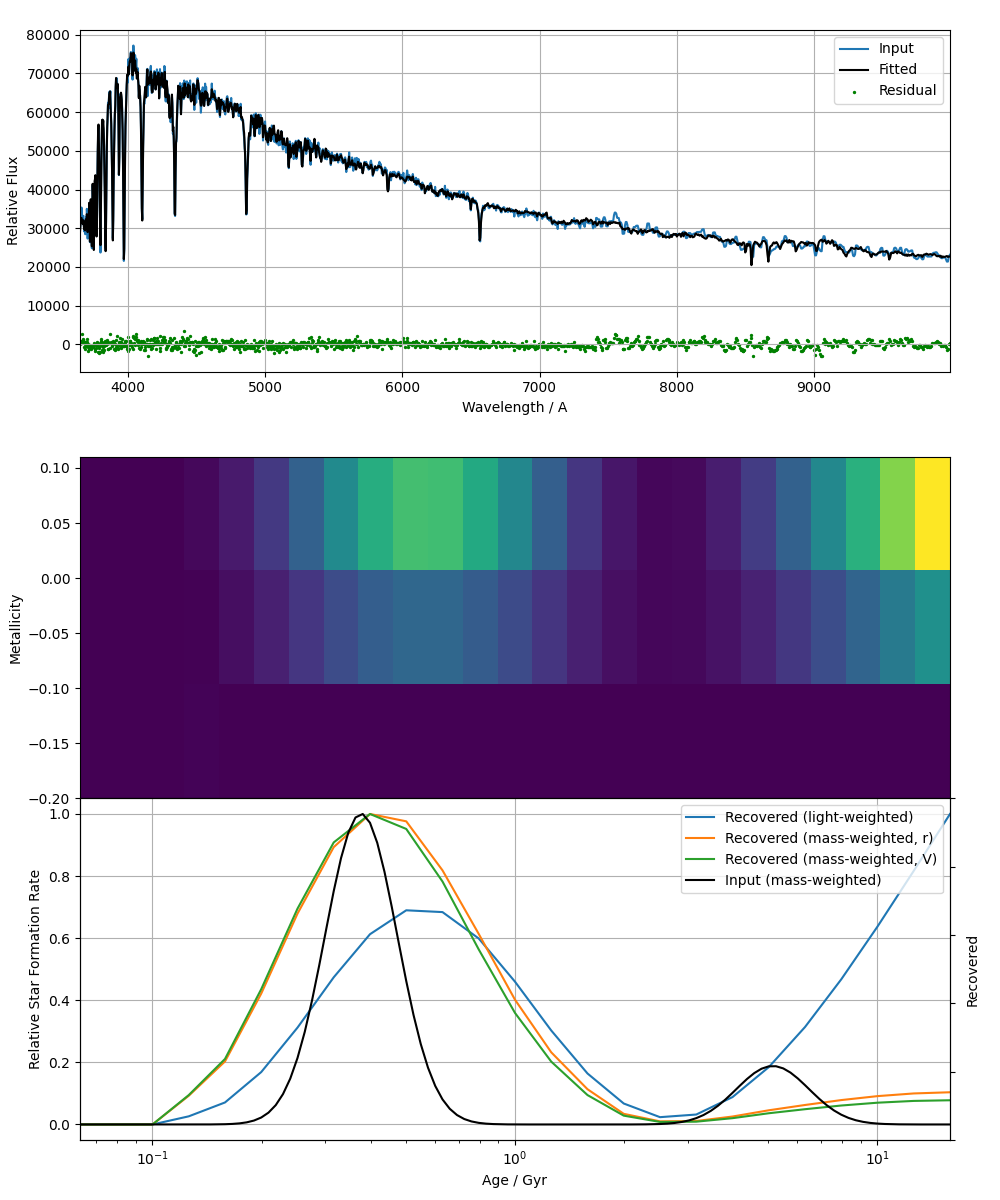 80000
70000
60000
50000
40000
30000
20000
10000
0
Relative Flux
Input
Fitted
Residual
4000 5000 6000 7000 8000 9000
Wavelength / A
0.10
0.05
0.00
−0.05
−0.10
−0.15
−0.20
Metallicity
1.0
0.8
0.6
0.4
0.2
0.0
Relative Star Formation Rate
Recovered (light-weighted)
Recovered (mass-weighted, r)
Recovered (mass-weighted, V)
Input (mass-weighted)
Recovered
10⁻¹ 10⁰ 10¹
Age / Gyr